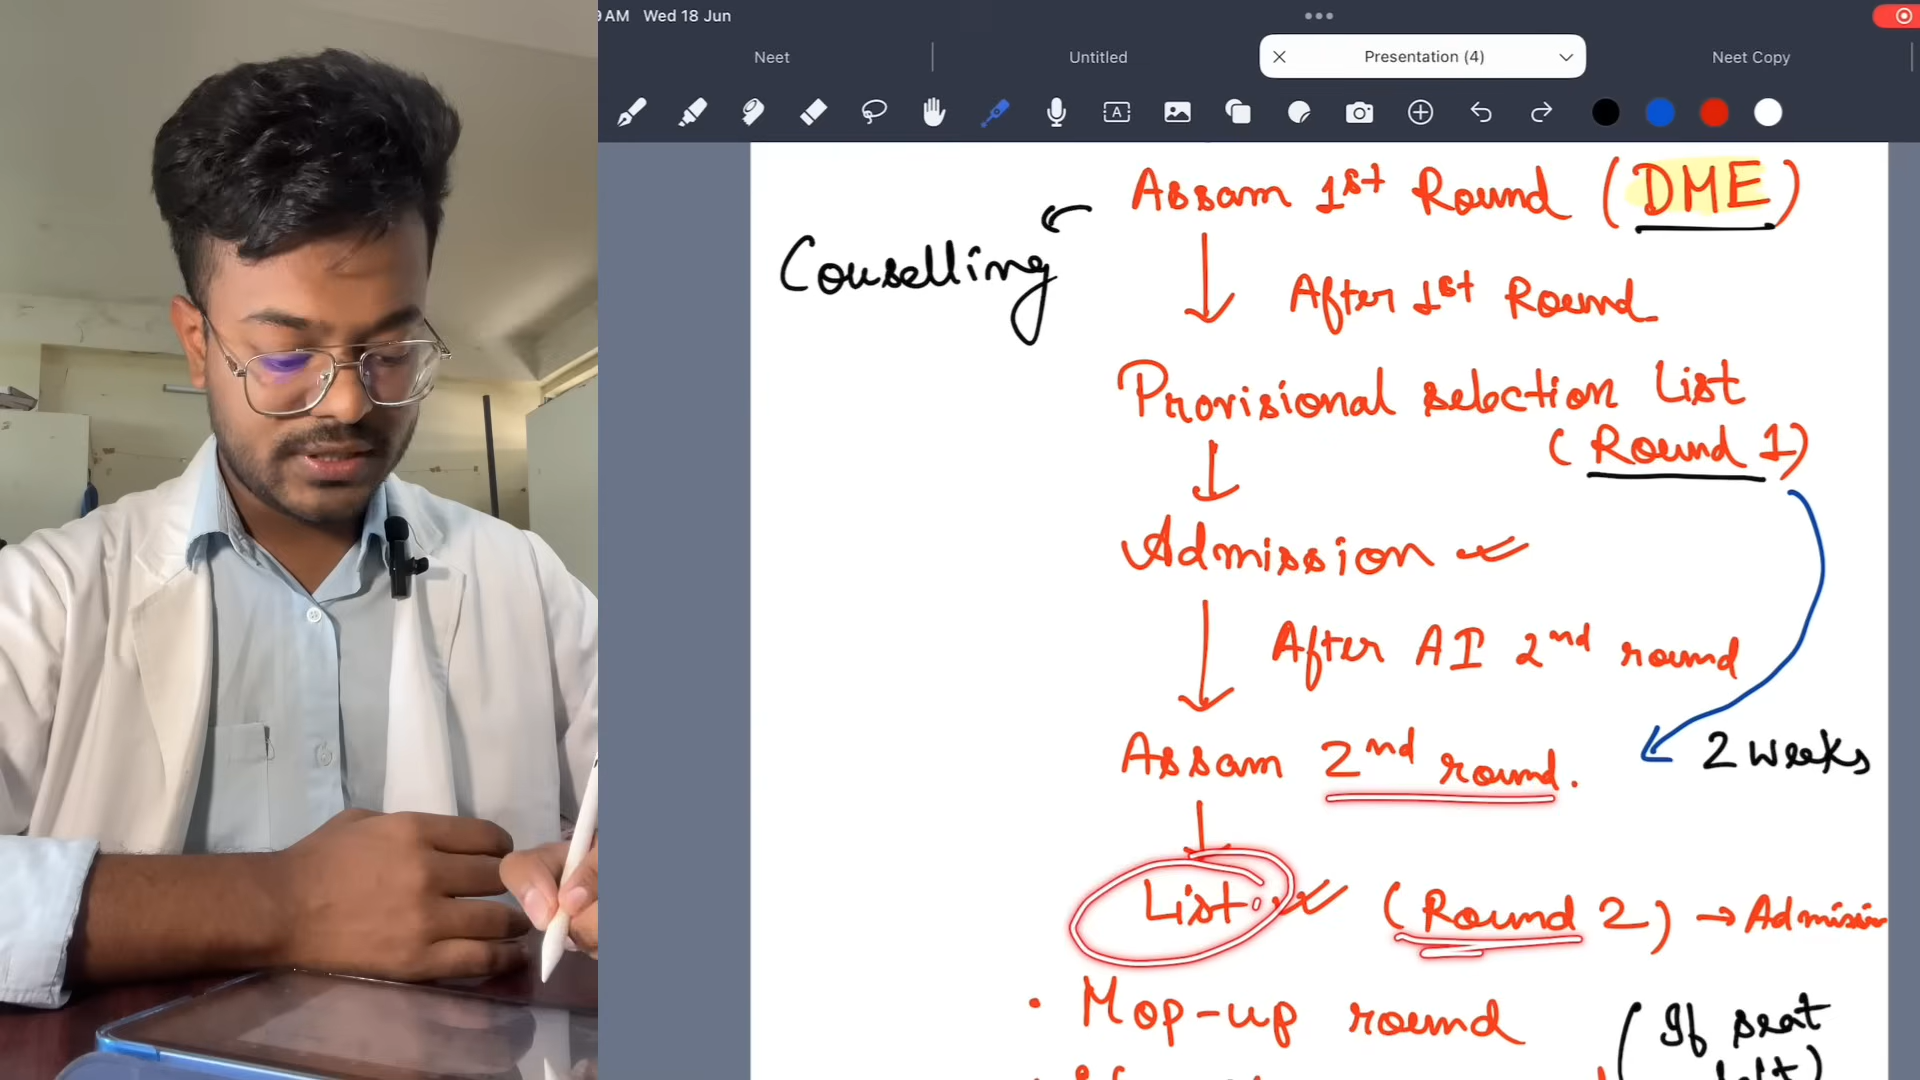 9 AM Wed 18 Jun
Neet
Untitled
Presentation (4)
Neet Copy
A
Assam 1st Round (DME)
Couselling
After 1st Round
Provisional selection List
(Round 1)
Admission
After AI 2nd round
Assam 2nd round.
2 weeks
List
(Round 2) → Admission
• Mop-up round
(If seat
left)